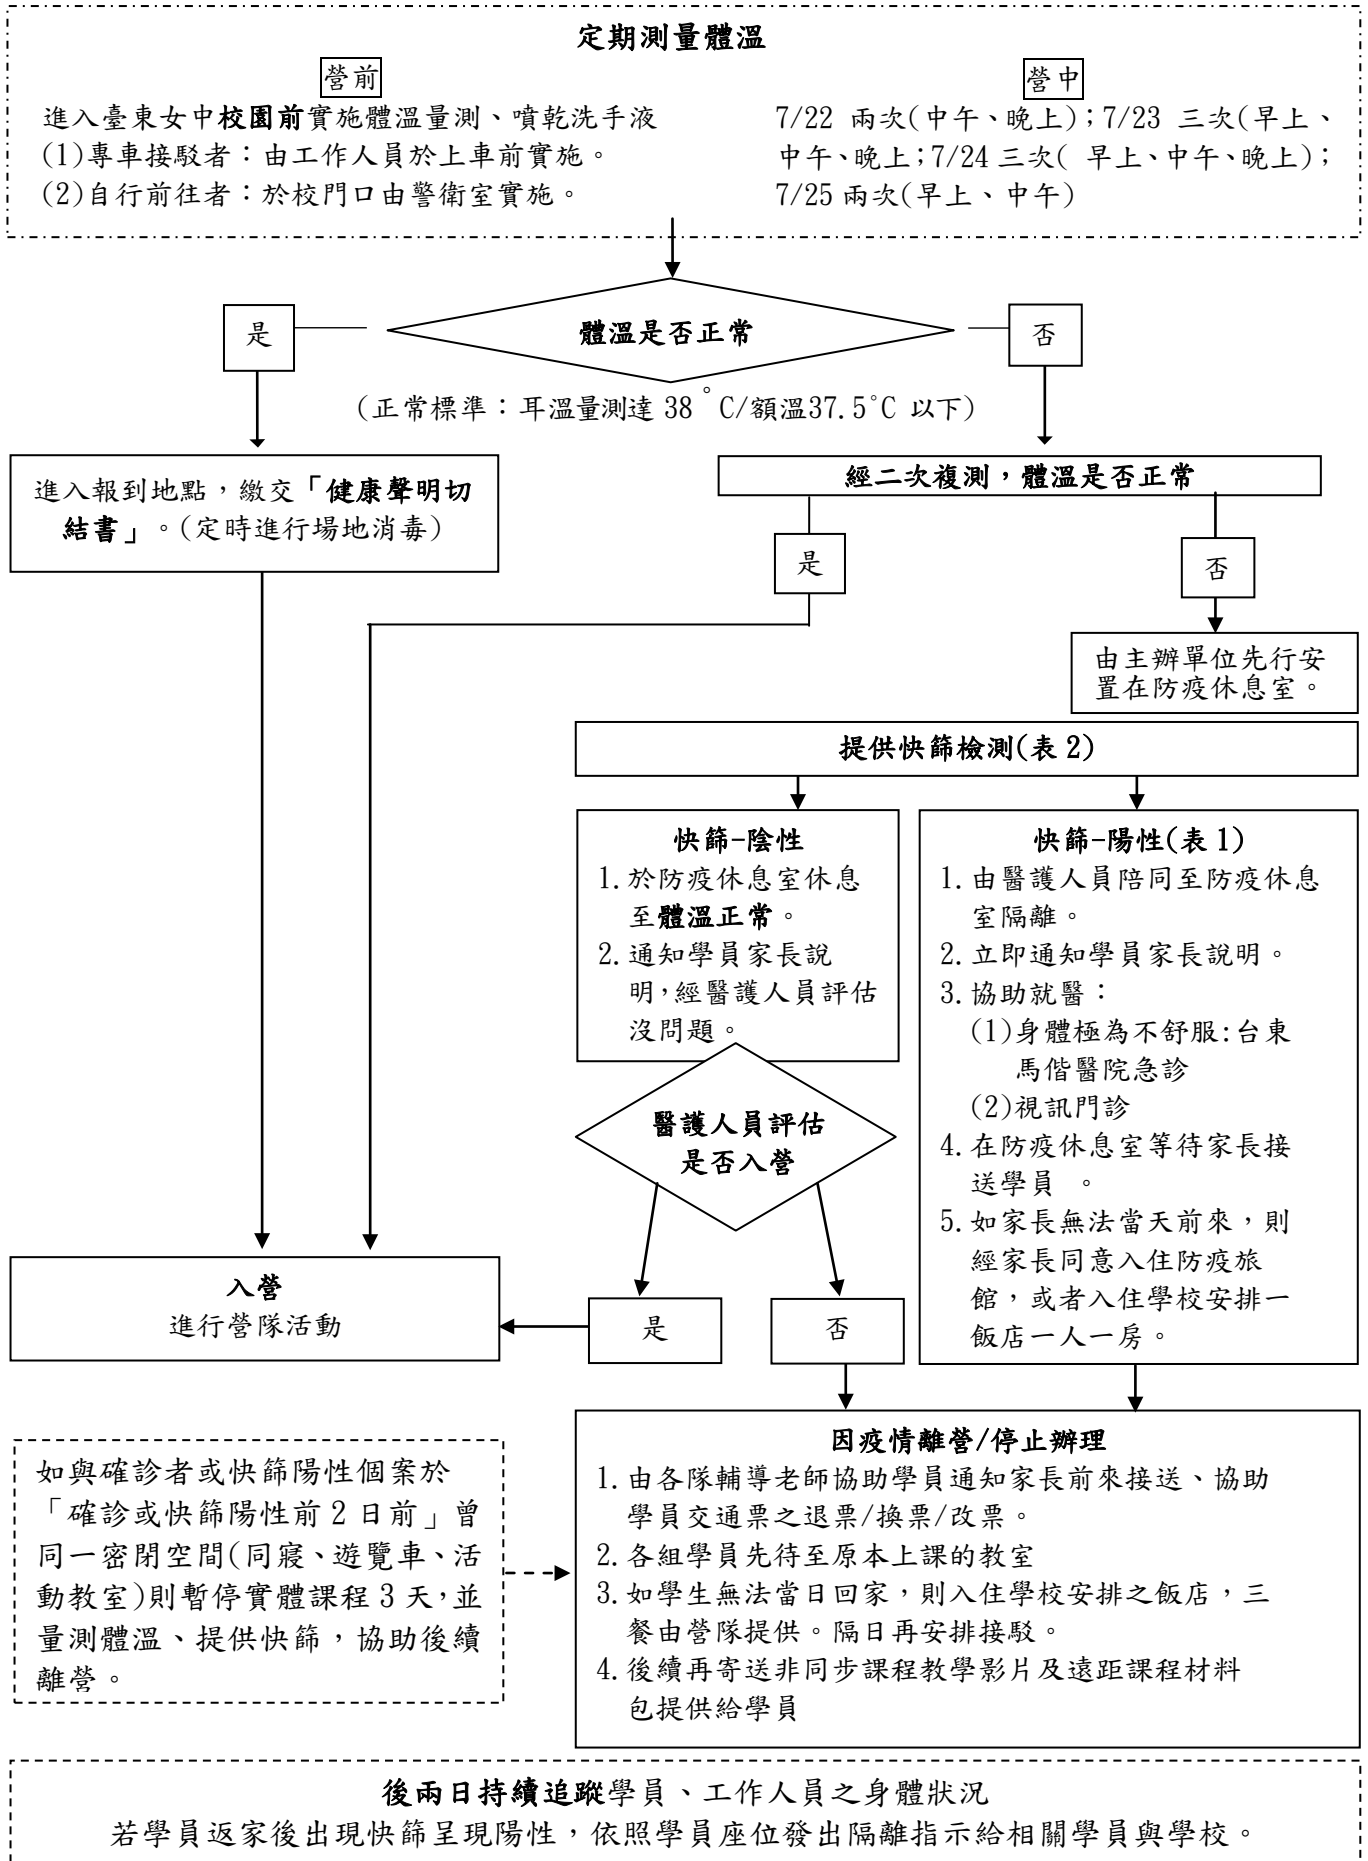 定期測量體溫
營前
進入臺東女中校園前實施體溫量測、噴乾洗手液
(1)專車接駁者：由工作人員於上車前實施。
(2)自行前往者：於校門口由警衛室實施。
營中
7/22 兩次(中午、晚上)；7/23 三次(早上、
中午、晚上；7/24 三次( 早上、中午、晚上)；
7/25 兩次(早上、中午)
體溫是否正常
是
否
(正常標準：耳溫量測達 38°C/額溫37.5°C 以下)
進入報到地點，繳交「健康聲明切
結書」。(定時進行場地消毒)
經二次複測，體溫是否正常
是
否
由主辦單位先行安
置在防疫休息室。
提供快篩檢測(表 2)
快篩-陰性
1.於防疫休息室休息
至體溫正常。
2.通知學員家長說
明，經醫護人員評估
沒問題。
快篩-陽性(表 1)
1.由醫護人員陪同至防疫休息
室隔離。
2.立即通知學員家長說明。
3.協助就醫：
(1)身體極為不舒服:台東
馬偕醫院急診
(2)視訊門診
4.在防疫休息室等待家長接
送學員 。
5.如家長無法當天前來，則
經家長同意入住防疫旅
館，或者入住學校安排一
飯店一人一房。
醫護人員評估
是否入營
入營
進行營隊活動
是
否
因疫情離營/停止辦理
1.由各隊輔導老師協助學員通知家長前來接送、協助
學員交通票之退票/換票/改票。
2.各組學員先待至原本上課的教室
3.如學生無法當日回家，則入住學校安排之飯店，三
餐由營隊提供。隔日再安排接駁。
4.後續再寄送非同步課程教學影片及遠距課程材料
包提供給學員
如與確診者或快篩陽性個案於
「確診或快篩陽性前 2 日前」曾
同一密閉空間(同寢、遊覽車、活
動教室)則暫停實體課程 3 天，並
量測體溫、提供快篩，協助後續
離營。
後兩日持續追蹤學員、工作人員之身體狀況
若學員返家後出現快篩呈現陽性，依照學員座位發出隔離指示給相關學員與學校。